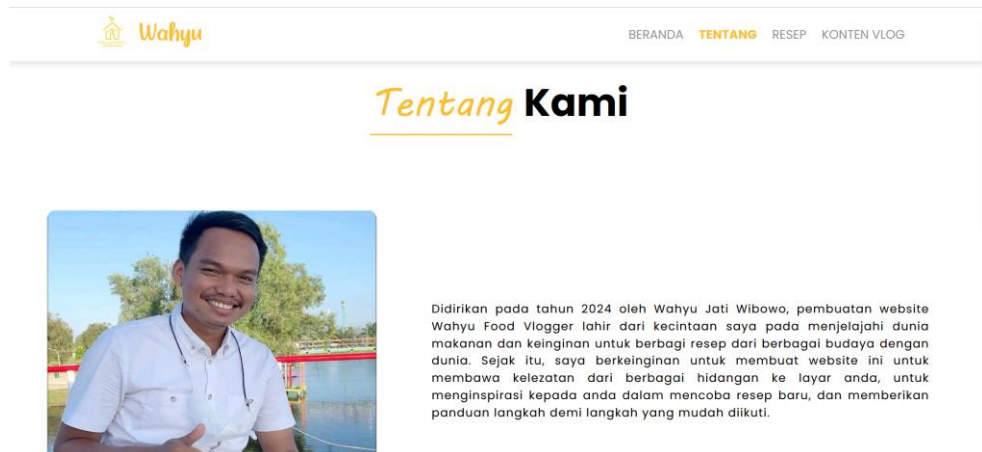 Wahyu
BERANDA TENTANG RESEP KONTEN VLOG
Tentang Kami
Didirikan pada tahun 2024 oleh Wahyu Jati Wibowo, pembuatan website
Wahyu Food Vlogger lahir dari kecintaan saya pada menjelajahi dunia
makanan dan keinginan untuk berbagi resep dari berbagai budaya dengan
dunia. Sejak itu, saya berkeinginan untuk membuat website ini untuk
membawa kelezatan dari berbagai hidangan ke layar anda, untuk
menginspirasi kepada anda dalam mencoba resep baru, dan memberikan
panduan langkah demi langkah yang mudah diikuti.